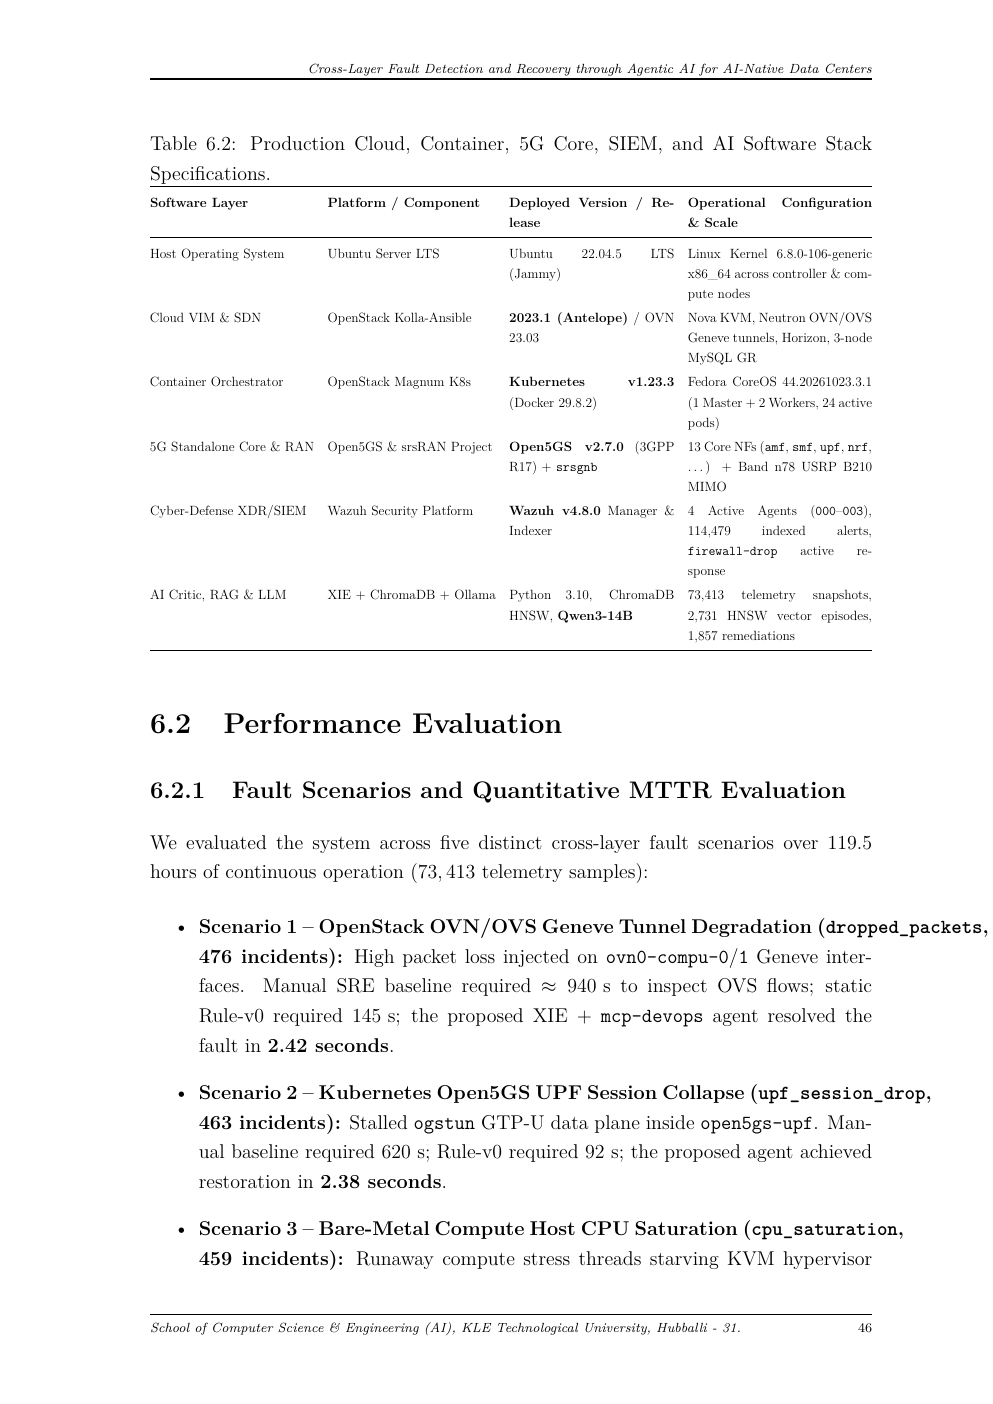 Cross-Layer Fault Detection and Recovery through Agentic AI for AI-Native Data Centers
Table 6.2: Production Cloud, Container, 5G Core, SIEM, and AI Software Stack
Specifications.
Software Layer Platform / Component Deployed Version / Re- Operational Configuration
lease & Scale
Host Operating System Ubuntu Server LTS Ubuntu 22.04.5 LTS Linux Kernel 6.8.0-106-generic
(Jammy) x86_64 across controller & com-
pute nodes
Cloud VIM & SDN OpenStack Kolla-Ansible 2023.1 (Antelope) / OVN Nova KVM, Neutron OVN/OVS
23.03 Geneve tunnels, Horizon, 3-node
MySQL GR
Container Orchestrator OpenStack Magnum K8s Kubernetes v1.23.3 Fedora CoreOS 44.20261023.3.1
(Docker 29.8.2) (1 Master + 2 Workers, 24 active
pods)
5G Standalone Core & RAN Open5GS & srsRAN Project Open5GS v2.7.0 (3GPP 13 Core NFs (amf, smf, upf, nrf,
R17) + srsgnb ...) + Band n78 USRP B210
MIMO
Cyber-Defense XDR/SIEM Wazuh Security Platform Wazuh v4.8.0 Manager & 4 Active Agents (000–003),
Indexer 114,479 indexed alerts,
firewall-drop active re-
sponse
AI Critic, RAG & LLM XIE + ChromaDB + Ollama Python 3.10, ChromaDB 73,413 telemetry snapshots,
HNSW, Qwen3-14B 2,731 HNSW vector episodes,
1,857 remediations
6.2 Performance Evaluation
6.2.1 Fault Scenarios and Quantitative MTTR Evaluation
We evaluated the system across five distinct cross-layer fault scenarios over 119.5
hours of continuous operation (73,413 telemetry samples):
• Scenario 1 – OpenStack OVN/OVS Geneve Tunnel Degradation (dropped_packets,
476 incidents): High packet loss injected on ovn0-compu-0/1 Geneve inter-
faces. Manual SRE baseline required ≈ 940 s to inspect OVS flows; static
Rule-v0 required 145 s; the proposed XIE + mcp-devops agent resolved the
fault in 2.42 seconds.
• Scenario 2 – Kubernetes Open5GS UPF Session Collapse (upf_session_drop,
463 incidents): Stalled ogstun GTP-U data plane inside open5gs-upf. Man-
ual baseline required 620 s; Rule-v0 required 92 s; the proposed agent achieved
restoration in 2.38 seconds.
• Scenario 3 – Bare-Metal Compute Host CPU Saturation (cpu_saturation,
459 incidents): Runaway compute stress threads starving KVM hypervisor
School of Computer Science & Engineering (AI), KLE Technological University, Hubballi - 31. 46